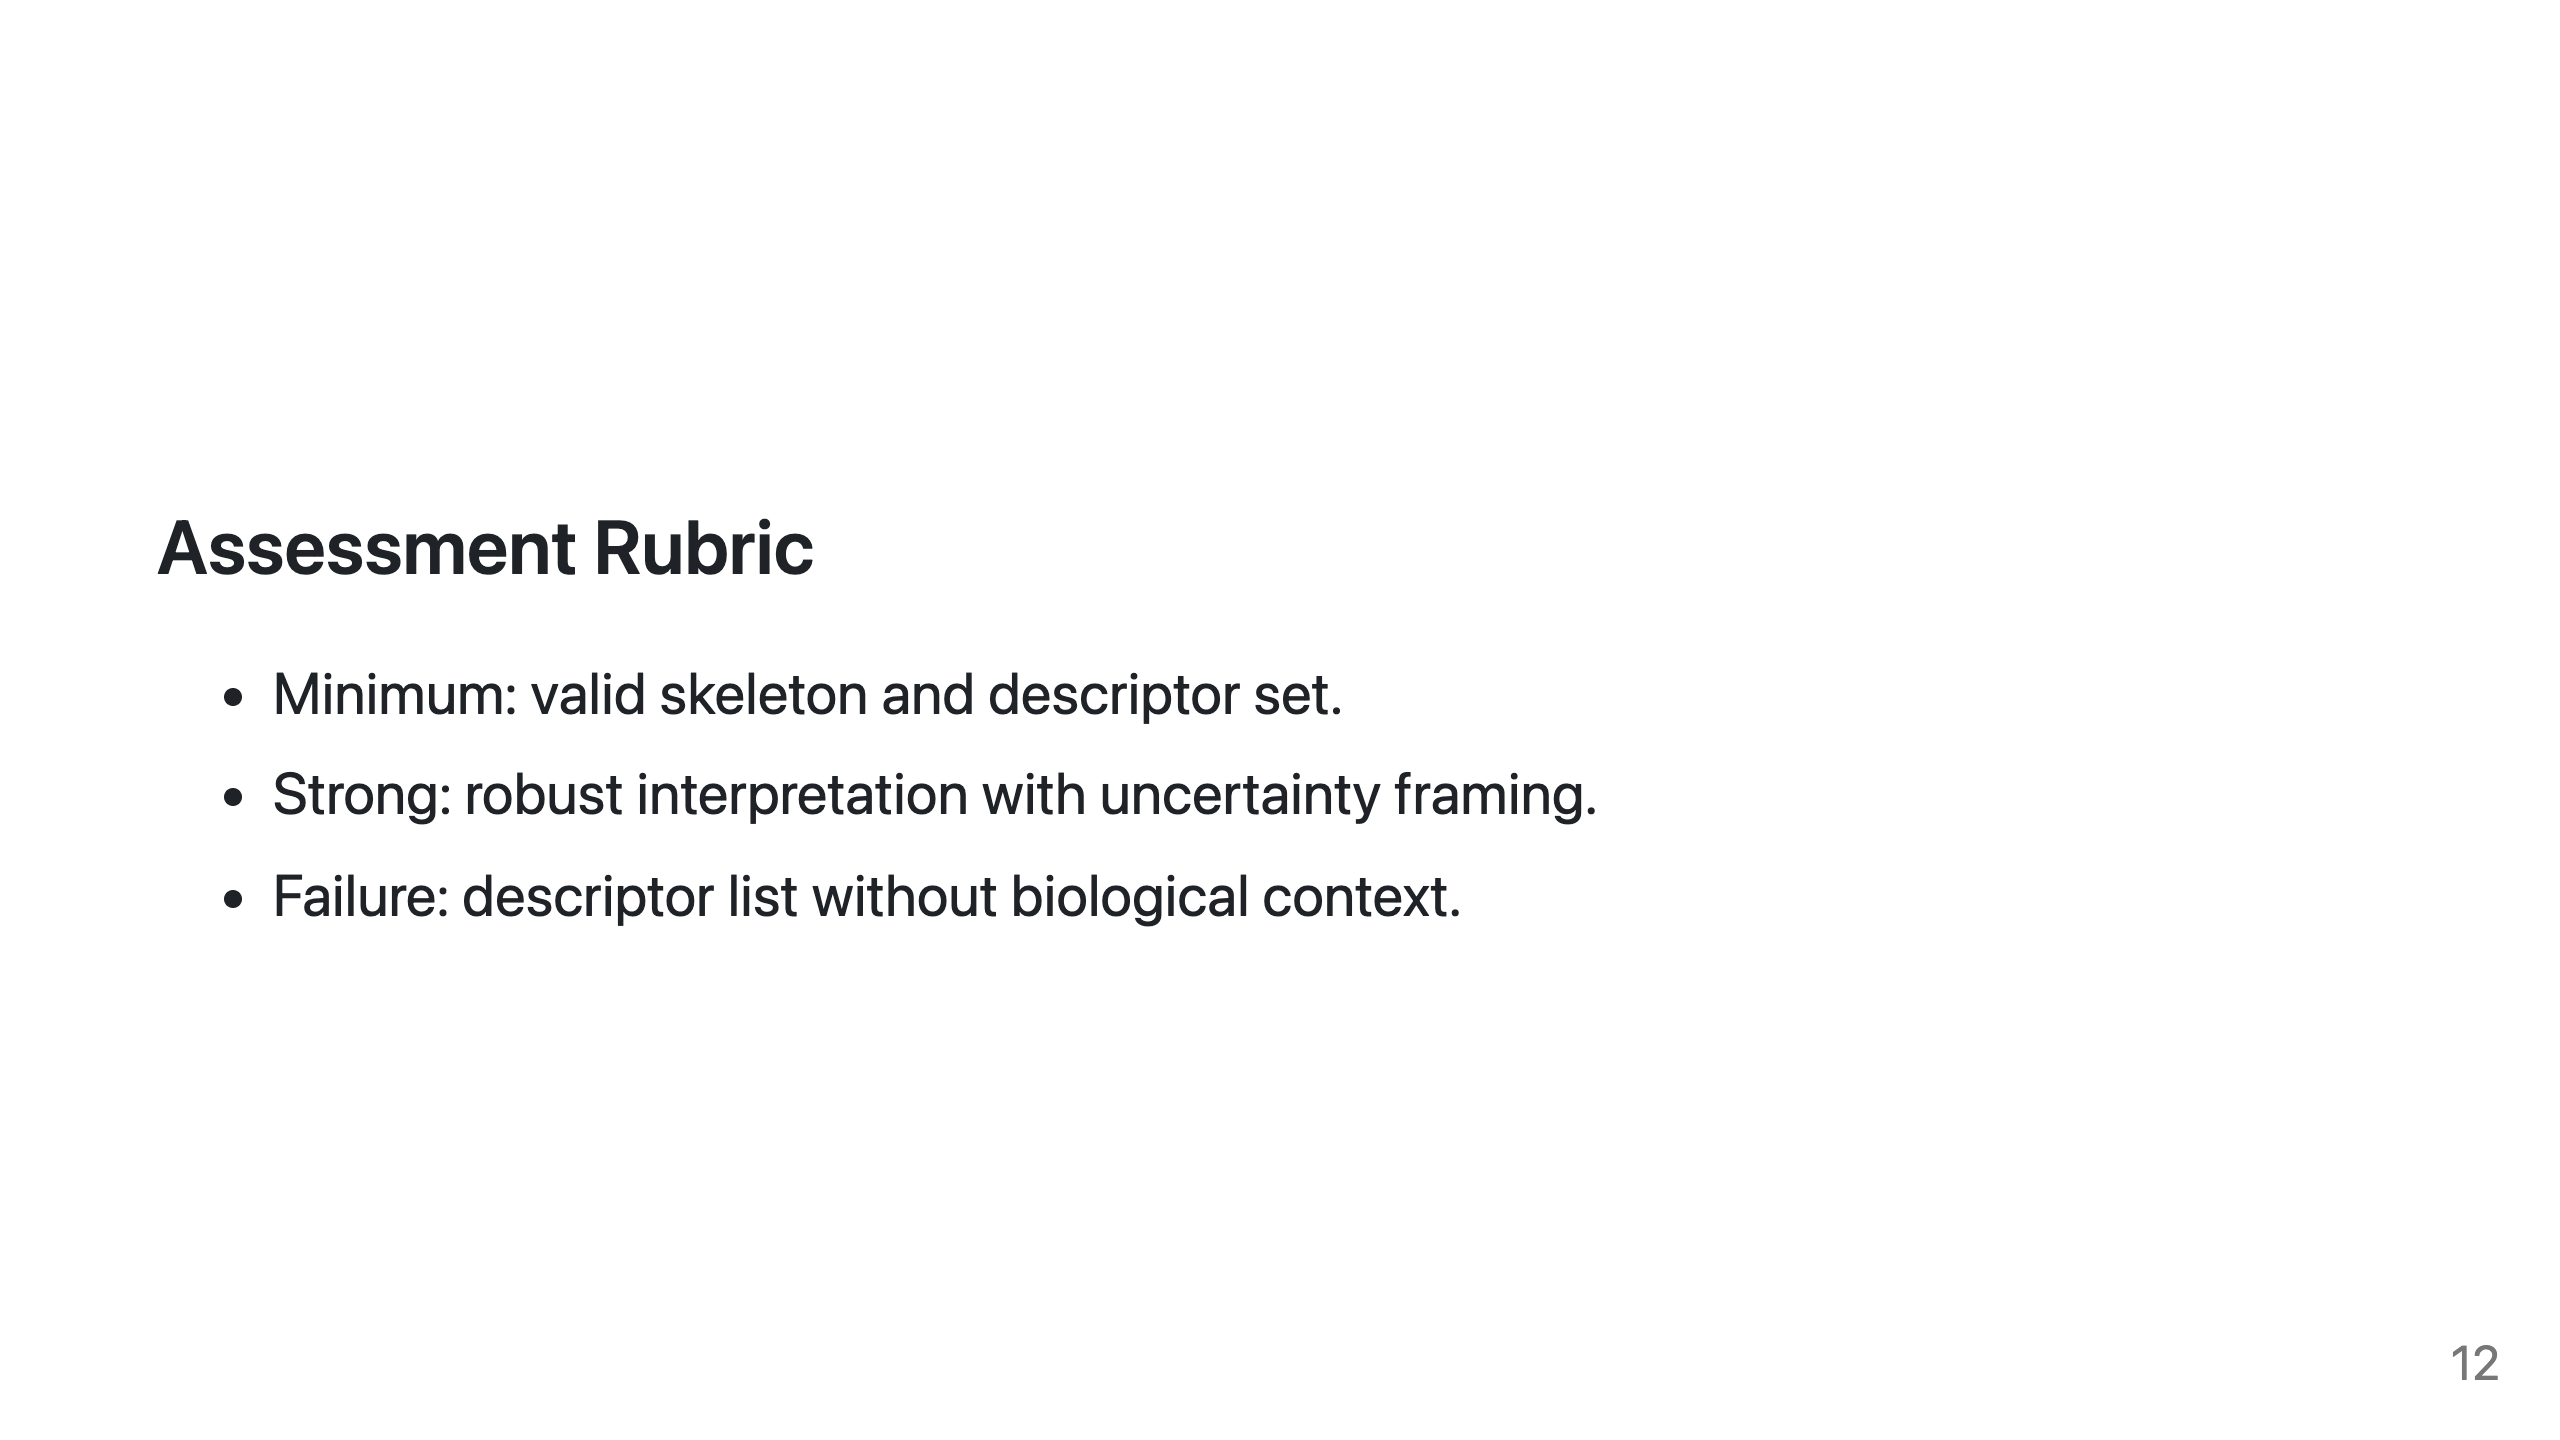 Assessment Rubric
Minimum: valid skeleton and descriptor set.
Strong: robust interpretation with uncertainty framing.
Failure: descriptor list without biological context.
12